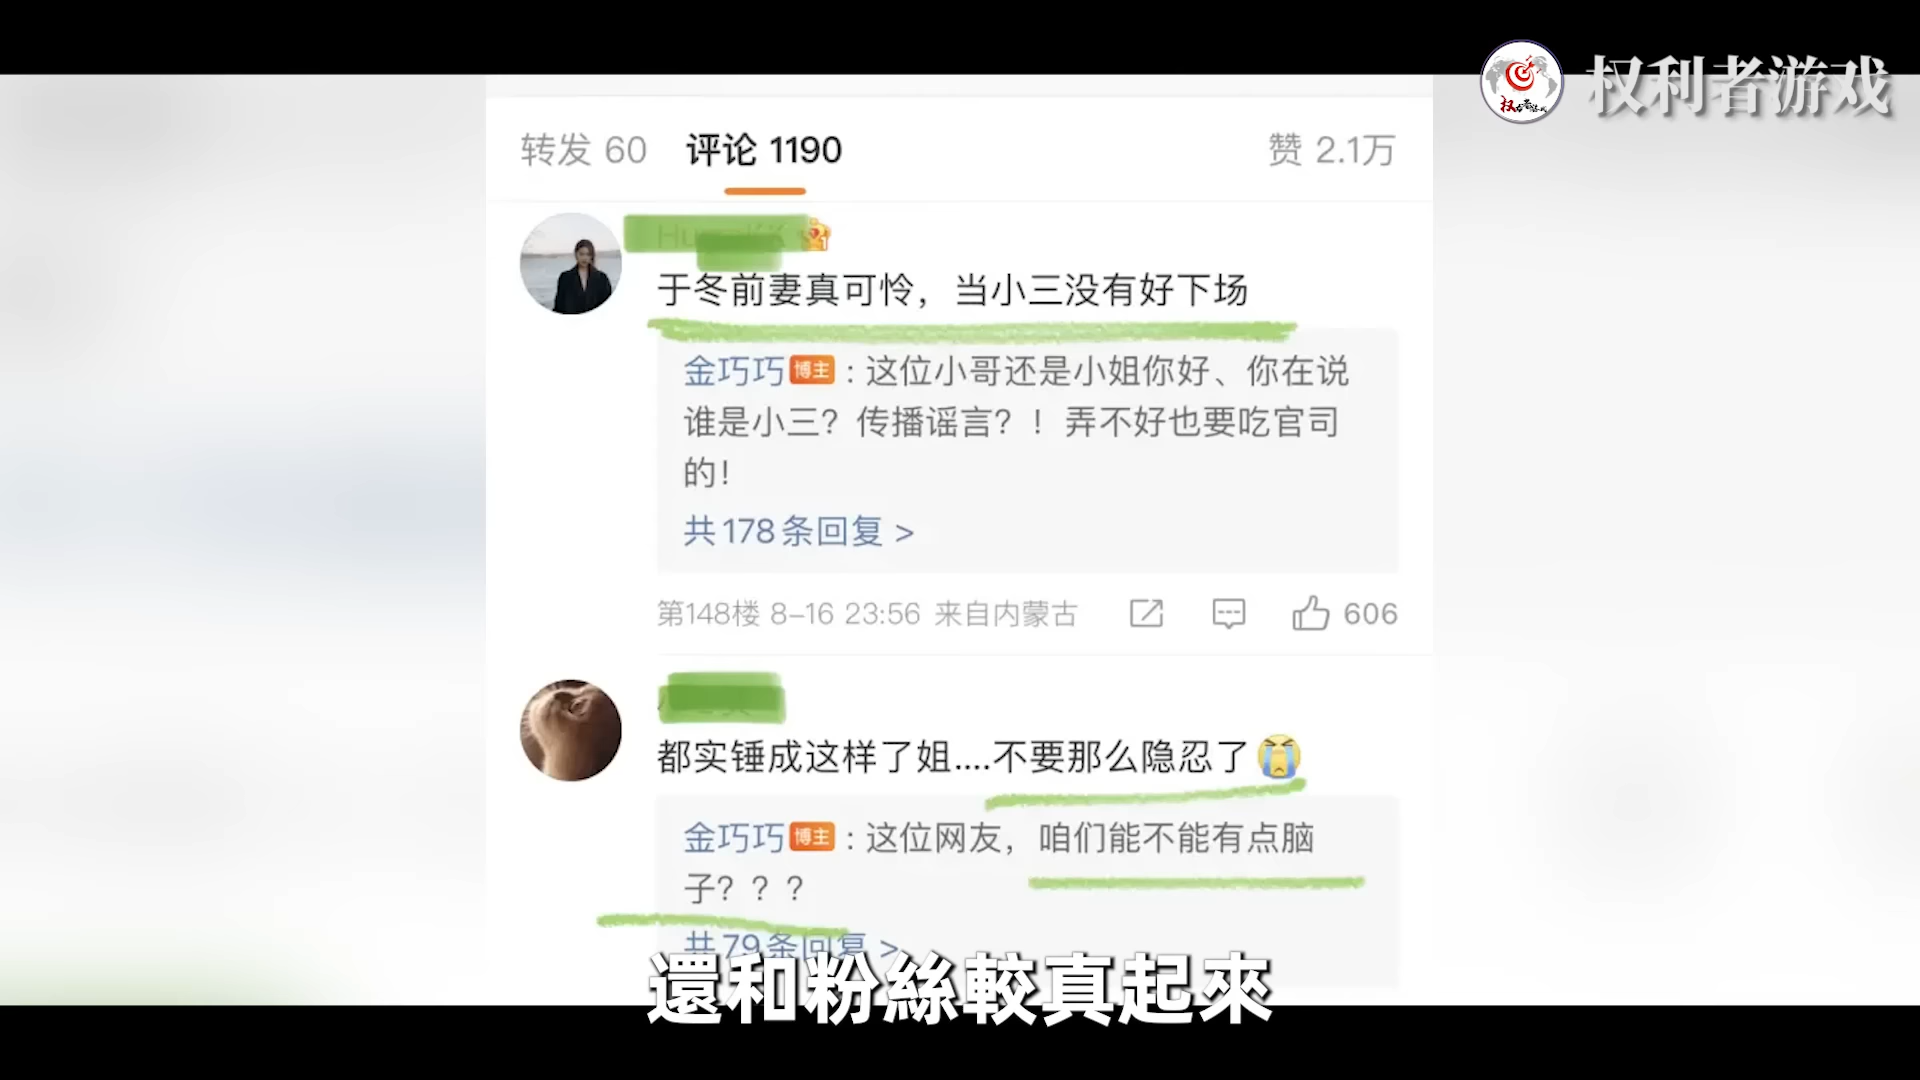 权利者游戏
转发 60 评论 1190 赞 2.1万
于冬前妻真可怜，当小三没有好下场
金巧巧 博主：这位小哥还是小姐你好、你在说
谁是小三？传播谣言？！弄不好也要吃官司
的！
共178条回复 >
第148楼 8-16 23:56 来自内蒙古 606
都实锤成这样了姐....不要那么隐忍了
金巧巧 博主：这位网友，咱们能不能有点脑
子？？？
共79条回复 >
還和粉絲較真起來